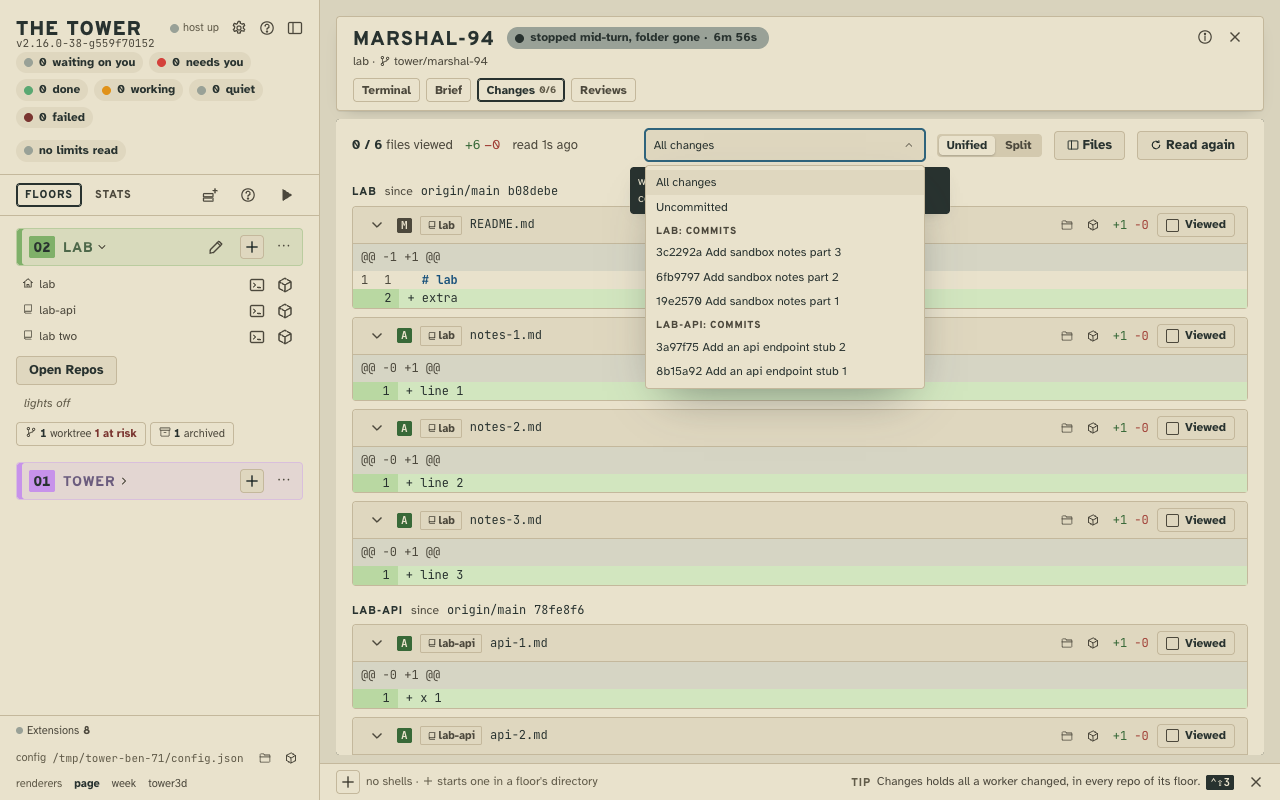 THE TOWER
host up
v2.16.0-38-g559f70152
0 waiting on you
0 needs you
0 done
0 working
0 quiet
0 failed
no limits read
FLOORS
STATS
02 LAB
lab
lab-api
lab two
Open Repos
lights off
1 worktree 1 at risk
1 archived
01 TOWER
Extensions 8
config /tmp/tower-ben-71/config.json
renderers page week tower3d
MARSHAL-94
stopped mid-turn, folder gone · 6m 56s
lab · tower/marshal-94
Terminal
Brief
Changes 0/6
Reviews
0 / 6 files viewed +6 −0 read 1s ago
All changes
Unified
Split
Files
Read again
All changes
Uncommitted
LAB: COMMITS
3c2292a Add sandbox notes part 3
6fb9797 Add sandbox notes part 2
19e2570 Add sandbox notes part 1
LAB-API: COMMITS
3a97f75 Add an api endpoint stub 2
8b15a92 Add an api endpoint stub 1
LAB since origin/main b08debe
M lab README.md +1 -0 Viewed
@@ -1 +1 @@
1 1 # lab
2 + extra
A lab notes-1.md +1 -0 Viewed
@@ -0 +1 @@
1 + line 1
A lab notes-2.md +1 -0 Viewed
@@ -0 +1 @@
1 + line 2
A lab notes-3.md +1 -0 Viewed
@@ -0 +1 @@
1 + line 3
LAB-API since origin/main 78fe8f6
A lab-api api-1.md +1 -0 Viewed
@@ -0 +1 @@
1 + x 1
A lab-api api-2.md +1 -0 Viewed
no shells · + starts one in a floor's directory
TIP Changes holds all a worker changed, in every repo of its floor. ⌃⇧3